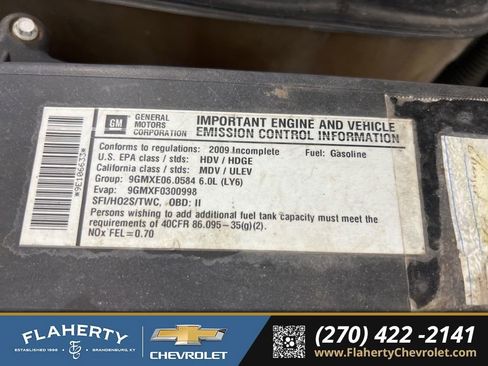 GM
GENERAL
MOTORS
CORPORATION
IMPORTANT ENGINE AND VEHICLE
EMISSION CONTROL INFORMATION
Conforms to regulations: 2009 Incomplete Fuel: Gasoline
U.S. EPA class / stds: HDV / HDGE
California class / stds: MDV / ULEV
Group: 9GMXE06.0584 6.0L (LY6)
Evap: 9GMXF0300998
SFI/HO2S/TWC, OBD: II
Persons wishing to add additional fuel tank capacity must meet the
requirements of 40CFR 86.095-35(g)(2).
NOx FEL=0.70
*9E106633*
FLAHERTY
ESTABLISHED 1996 BRANDENBURG, KY
CHEVROLET
(270) 422 -2141
www.FlahertyChevrolet.com